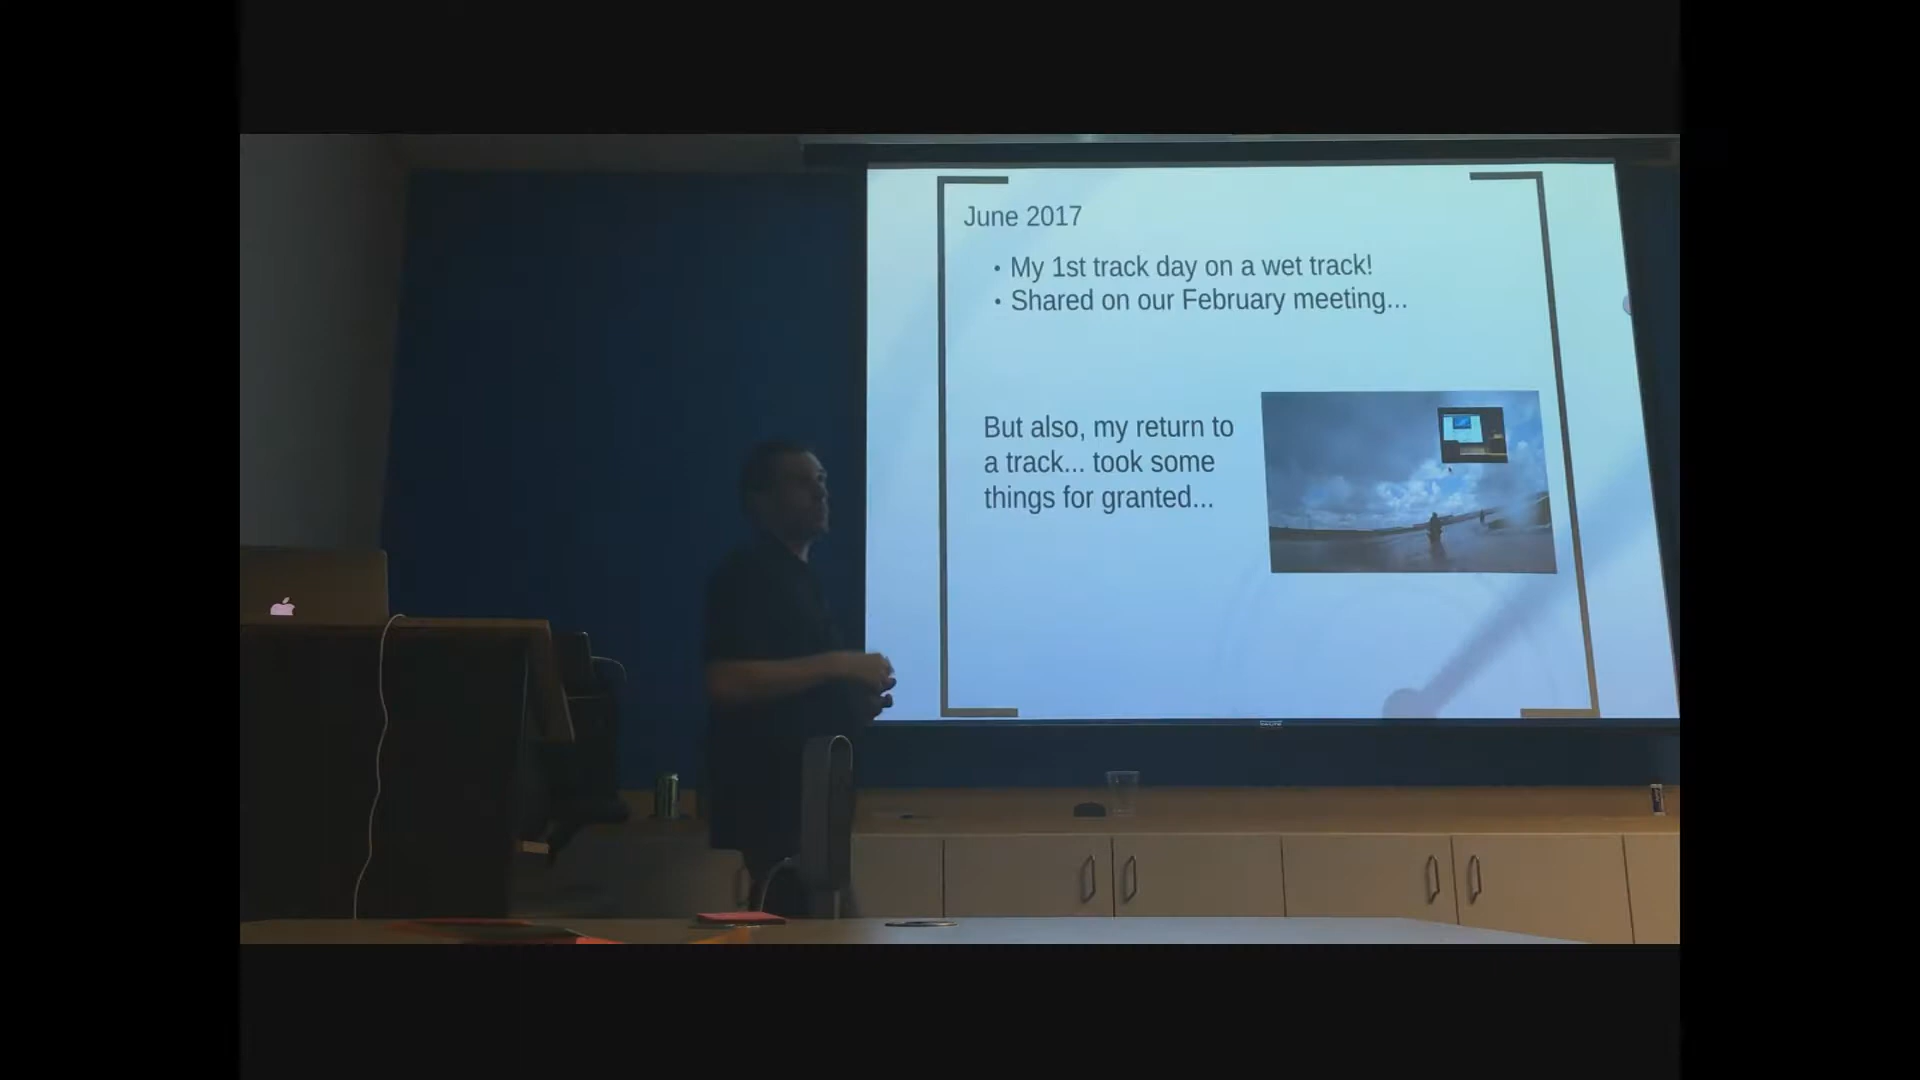 June 2017
• My 1st track day on a wet track!
• Shared on our February meeting...
But also, my return to
a track... took some
things for granted...